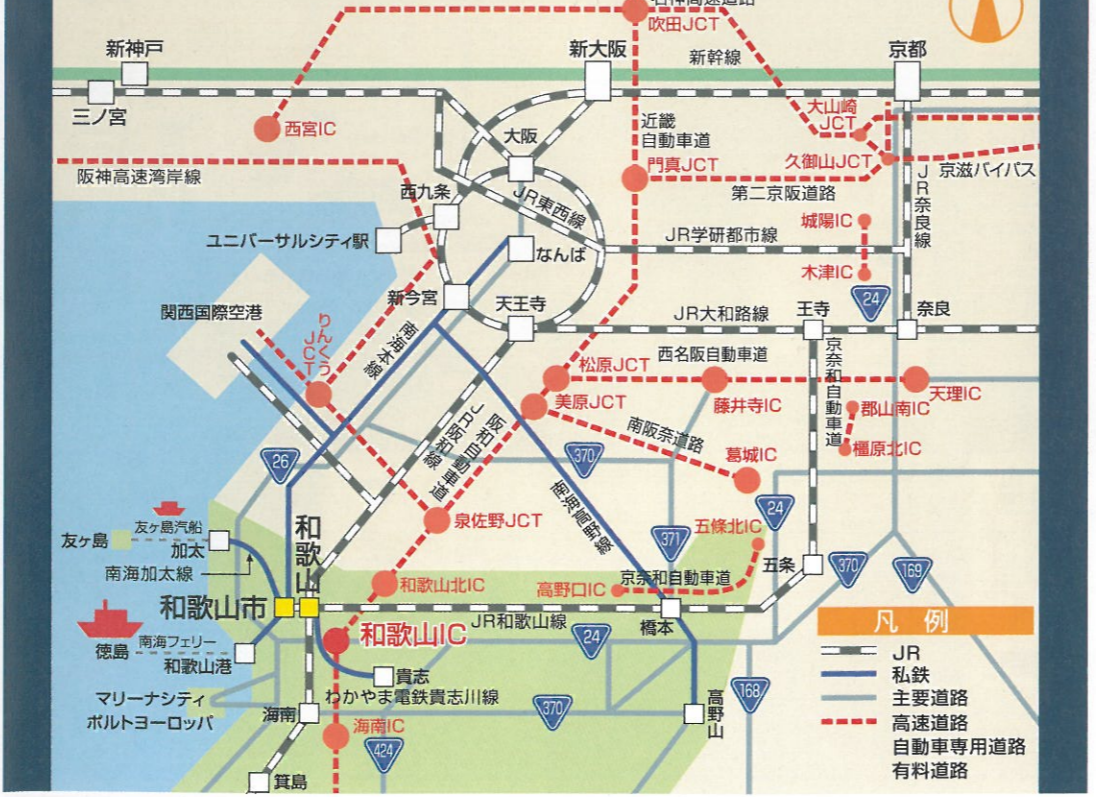 名神高速道路
吹田JCT
新神戸
新大阪
新幹線
京都
三ノ宮
西宮IC
大阪
近畿
自動車道
大山崎
JCT
門真JCT
久御山JCT
京滋バイパス
阪神高速湾岸線
西九条
JR東西線
第二京阪道路
JR奈良線
城陽IC
ユニバーサルシティ駅
なんば
JR学研都市線
木津IC
24
新今宮
天王寺
関西国際空港
りんくう
JCT
南海本線
JR大和路線
王寺
奈良
西名阪自動車道
京奈和自動車道
松原JCT
藤井寺IC
天理IC
美原JCT
郡山南IC
橿原北IC
阪和自動車道
JR阪和線
南阪奈道路
葛城IC
26
370
南海高野線
24
泉佐野JCT
五條北IC
371
友ヶ島
友ヶ島汽船
加太
和歌山
南海加太線
和歌山北IC
高野口IC
京奈和自動車道
五条
370
169
和歌山市
和歌山IC
JR和歌山線
橋本
凡例
徳島
南海フェリー
和歌山港
24
貴志
わかやま電鉄貴志川線
JR
私鉄
主要道路
高速道路
自動車専用道路
有料道路
マリーナシティ
ポルトヨーロッパ
海南
海南IC
370
168
高野山
424
箕島